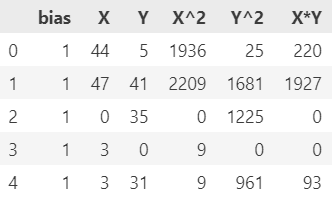 bias X Y X^2 Y^2 X*Y
0 1 44 5 1936 25 220
1 1 47 41 2209 1681 1927
2 1 0 35 0 1225 0
3 1 3 0 9 0 0
4 1 3 31 9 961 93